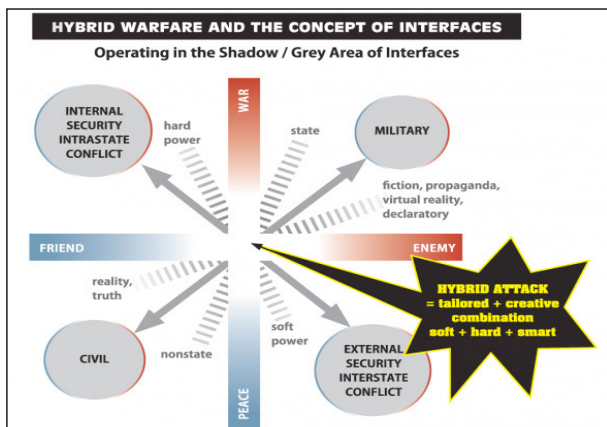 HYBRID WARFARE AND THE CONCEPT OF INTERFACES
Operating in the Shadow / Grey Area of Interfaces
INTERNAL
SECURITY
INTRASTATE
CONFLICT
hard
power
WAR
state
MILITARY
fiction, propaganda,
virtual reality,
declaratory
FRIEND
ENEMY
reality,
truth
HYBRID ATTACK
= tailored + creative
combination
soft + hard + smart
CIVIL
nonstate
PEACE
soft
power
EXTERNAL
SECURITY
INTERSTATE
CONFLICT